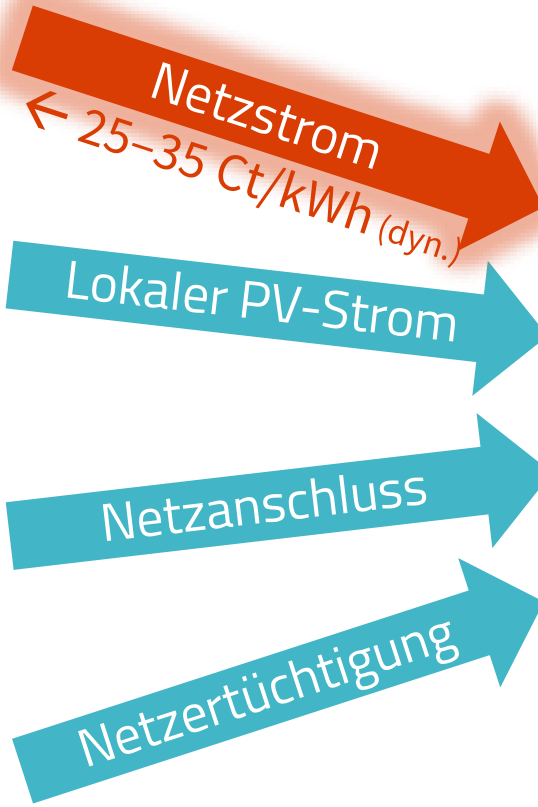 Netzstrom
← 25–35 Ct/kWh (dyn.)
Lokaler PV-Strom
Netzanschluss
Netzertüchtigung